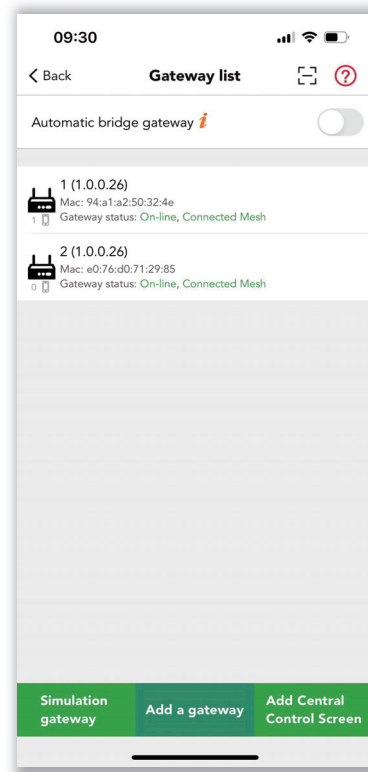 09:30
Back
Gateway list
?
Automatic bridge gateway i
1 (1.0.0.26)
Mac: 94:a1:a2:50:32:4e
1
Gateway status: On-line, Connected Mesh
2 (1.0.0.26)
Mac: e0:76:d0:71:29:85
0
Gateway status: On-line, Connected Mesh
Simulation
gateway
Add a gateway
Add Central
Control Screen